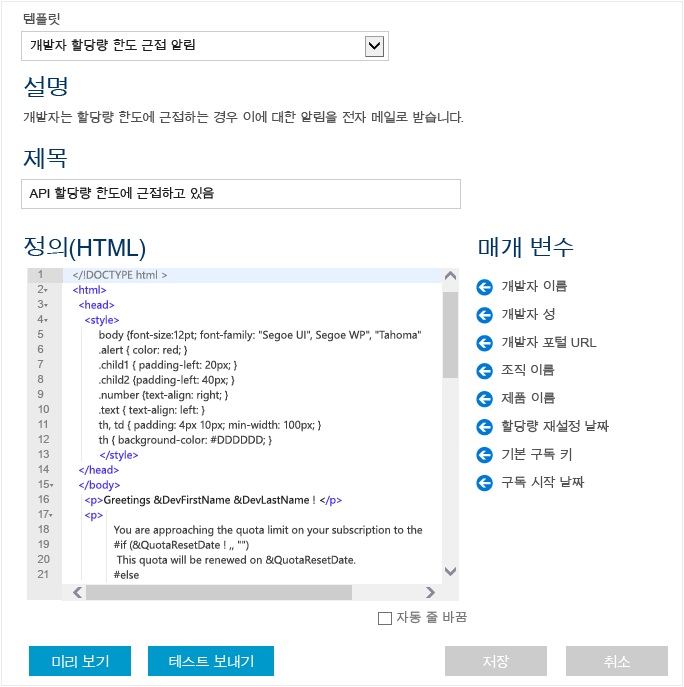 템플릿
개발자 할당량 한도 근접 알림
설명
개발자는 할당량 한도에 근접하는 경우 이에 대한 알림을 전자 메일로 받습니다.
제목
API 할당량 한도에 근접하고 있음
정의(HTML)
1 </!DOCTYPE html >
2 <html>
3 <head>
4 <style>
5 body {font-size:12pt; font-family: "Segoe UI", Segoe WP", "Tahoma"
6 .alert { color: red; }
7 .child1 { padding-left: 20px; }
8 .child2 {padding-left: 40px; }
9 .number {text-align: right; }
10 .text { text-align: left: }
11 th, td { padding: 4px 10px; min-width: 100px; }
12 th { background-color: #DDDDDD; }
13 </style>
14 </head>
15 </body>
16 <p>Greetings &DevFirstName &DevLastName ! </p>
17 <p>
18 You are approaching the quota limit on your subscription to the
19 #if (&QuotaResetDate ! ,, "")
20 This quota will be renewed on &QuotaResetDate.
21 #else
매개 변수
개발자 이름
개발자 성
개발자 포털 URL
조직 이름
제품 이름
할당량 재설정 날짜
기본 구독 키
구독 시작 날짜
자동 줄 바꿈
미리 보기
테스트 보내기
저장
취소